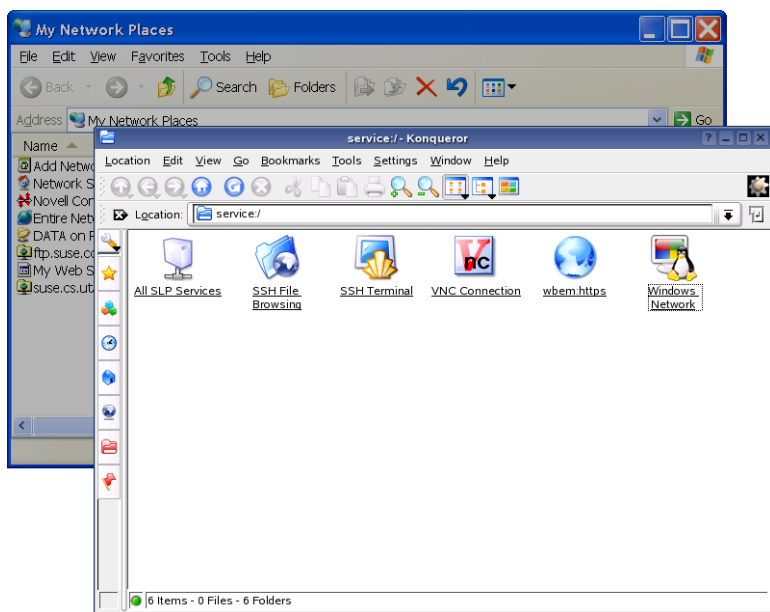 My Network Places
File Edit View Favorites Tools Help
Back Search Folders
Address My Network Places Go
Name
Add Netwo
Network S
Novell Con
Entire Net
DATA on
ftp.suse.co
My Web S
suse.cs.ut
service:/ - Konqueror
Location Edit View Go Bookmarks Tools Settings Window Help
Location: service:/
All SLP Services
SSH File
Browsing
SSH Terminal
Vnc
VNC Connection
wbem:https
Windows
Network
6 Items - 0 Files - 6 Folders